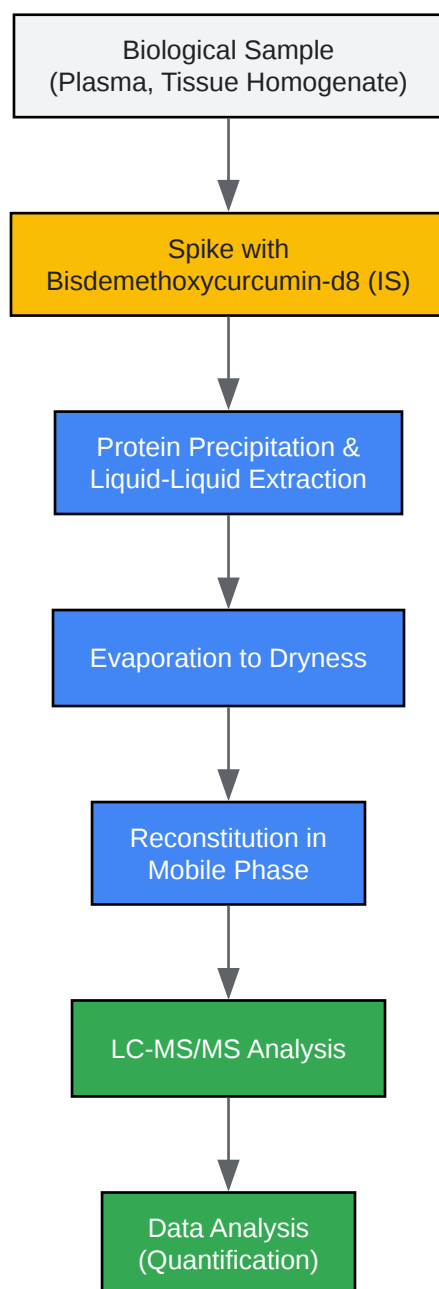 Biological Sample
(Plasma, Tissue Homogenate)
Spike with
Bisdemethoxycurcumin-d8 (IS)
Protein Precipitation &
Liquid-Liquid Extraction
Evaporation to Dryness
Reconstitution in
Mobile Phase
LC-MS/MS Analysis
Data Analysis
(Quantification)